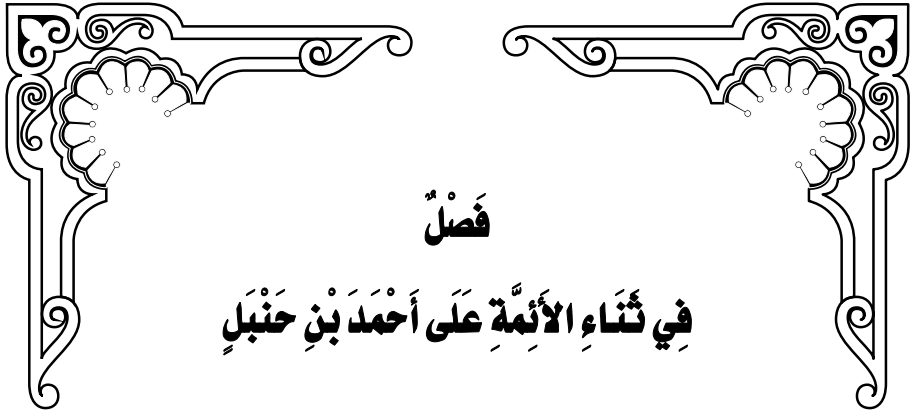 فَصْلٌ
فِي ثَنَاءِ الأَئِمَّةِ عَلَى أَحْمَدَ بْنِ حَنْبَلٍ